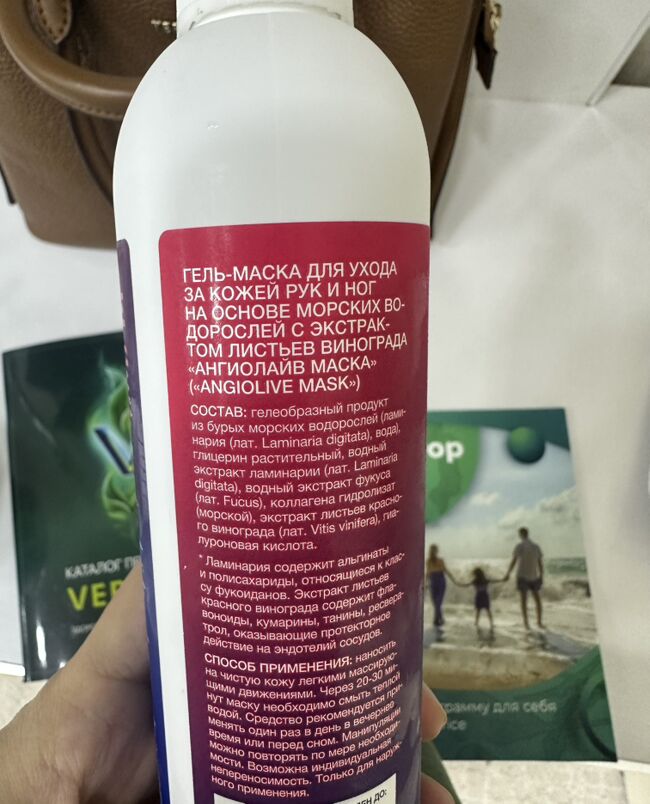 ГЕЛЬ-МАСКА ДЛЯ УХОДА
ЗА КОЖЕЙ РУК И НОГ
НА ОСНОВЕ МОРСКИХ ВО-
ДОРОСЛЕЙ С ЭКСТРАК-
ТОМ ЛИСТЬЕВ ВИНОГРАДА
«АНГИОЛАЙВ МАСКА»
(«ANGIOLIVE MASK»)
СОСТАВ: гелеобразный продукт
из бурых морских водорослей (лами-
нария (лат. Laminaria digitata), вода),
глицерин растительный, водный
экстракт ламинарии (лат. Laminaria
digitata), водный экстракт фукуса
(лат. Fucus), коллагена гидролизат
(морской), экстракт листьев красно-
го винограда (лат. Vitis vinifera), гиа-
луроновая кислота.
* Ламинария содержит альгинаты
и полисахариды, относящиеся к клас-
су фукоиданов. Экстракт листьев
красного винограда содержит фла-
воноиды, кумарины, танины, ресвера-
трол, оказывающие протекторное
действие на эндотелий сосудов.
СПОСОБ ПРИМЕНЕНИЯ: наносить
на чистую кожу легкими массирую-
щими движениями. Через 20-30 ми-
нут маску необходимо смыть теплой
водой. Средство рекомендуется при-
менять один раз в день в вечернее
время или перед сном. Манипуляции
можно повторять по мере необходи-
мости. Возможна индивидуальная
непереносимость. Только для наруж-
ного применения.
ЕН ДО:
КАТАЛОГ
VER
ор
грамму для себя